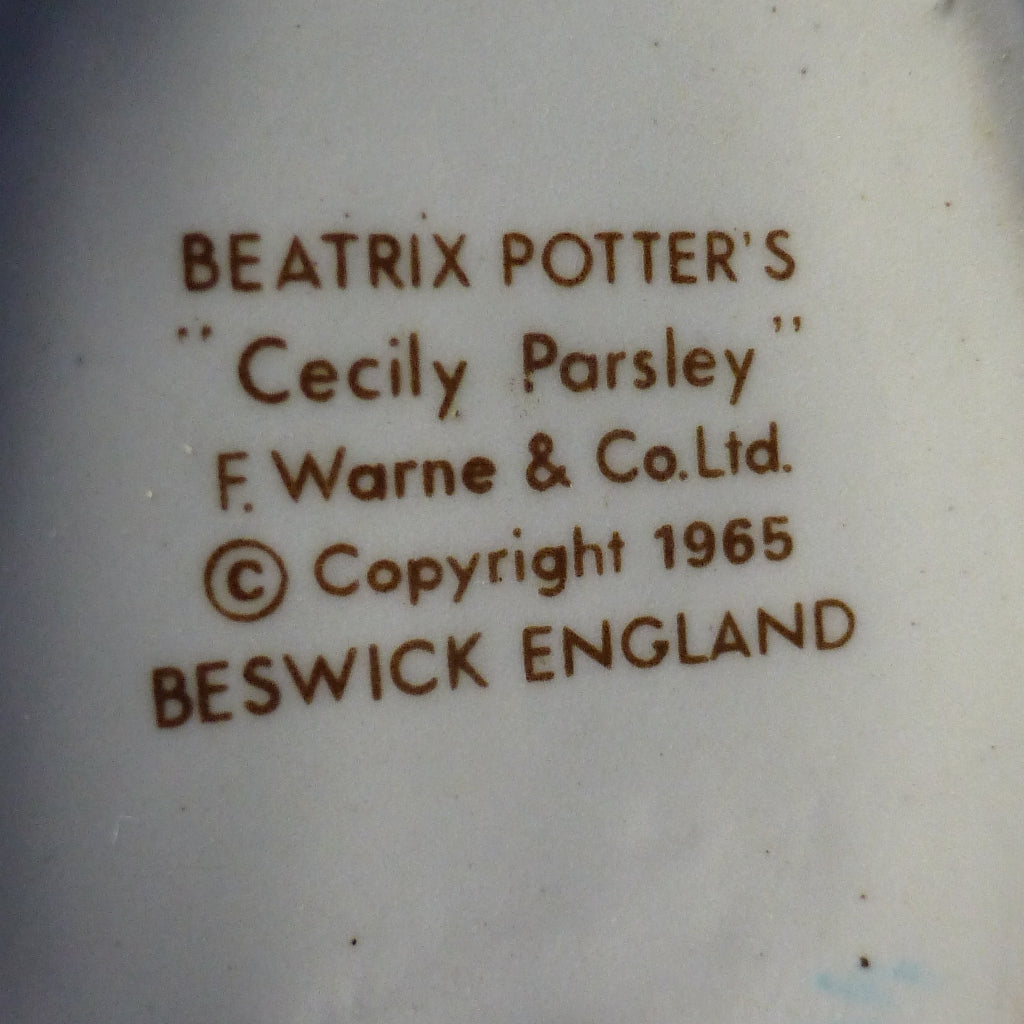 BEATRIX POTTER'S
"Cecily Parsley"
F. Warne & Co.Ltd.
© Copyright 1965
BESWICK ENGLAND